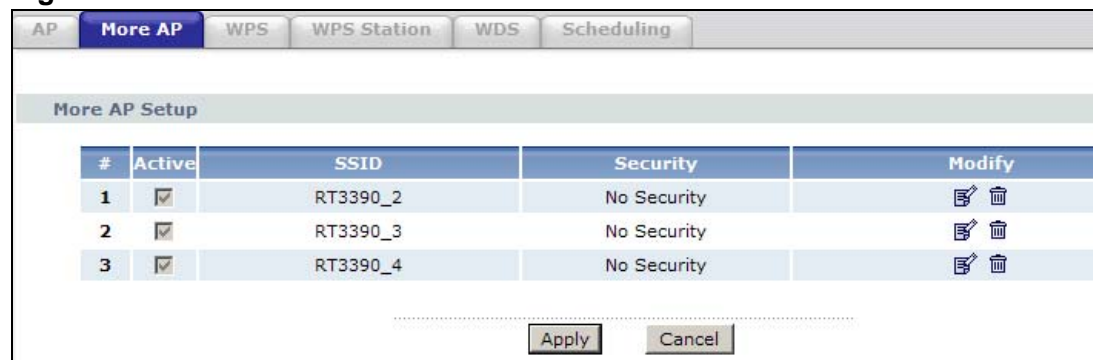 AP More AP WPS WPS Station WDS Scheduling
More AP Setup
# Active SSID Security Modify
1 RT3390_2 No Security
2 RT3390_3 No Security
3 RT3390_4 No Security
Apply Cancel